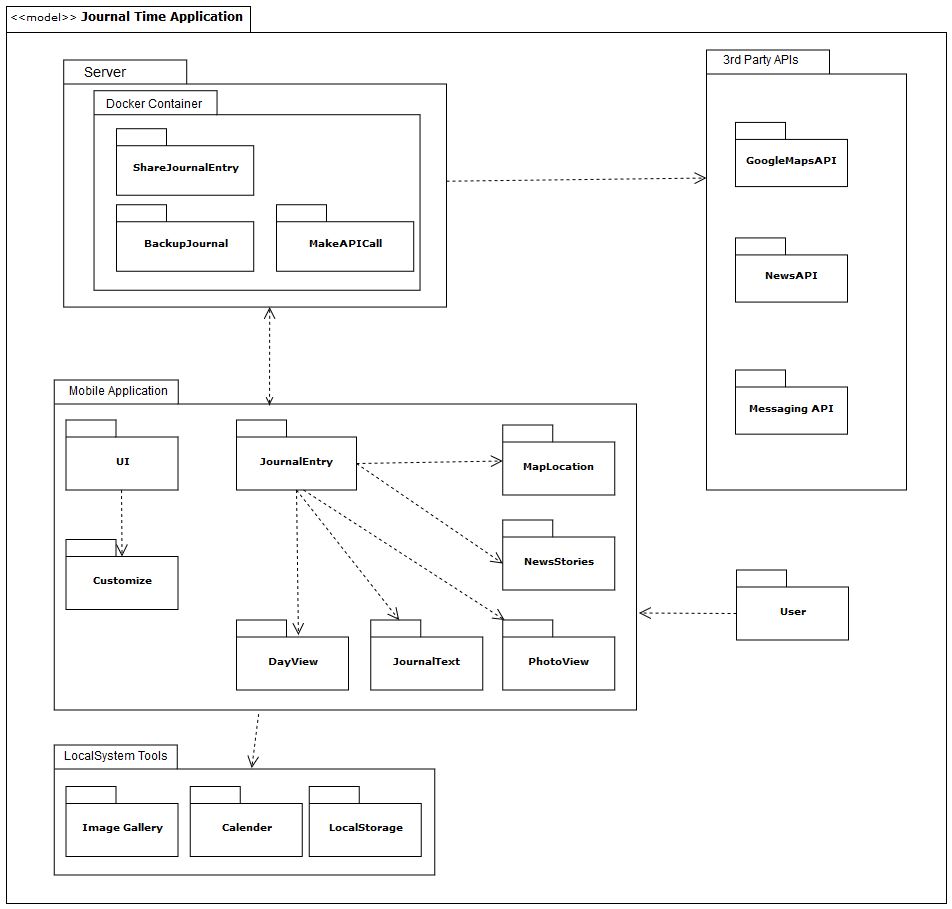 <<model>> Journal Time Application
Server
3rd Party APIs
Docker Container
ShareJournalEntry
GoogleMapsAPI
BackupJournal
MakeAPICall
NewsAPI
Messaging API
Mobile Application
UI
JournalEntry
MapLocation
NewsStories
Customize
User
DayView
JournalText
PhotoView
LocalSystem Tools
Image Gallery
Calender
LocalStorage